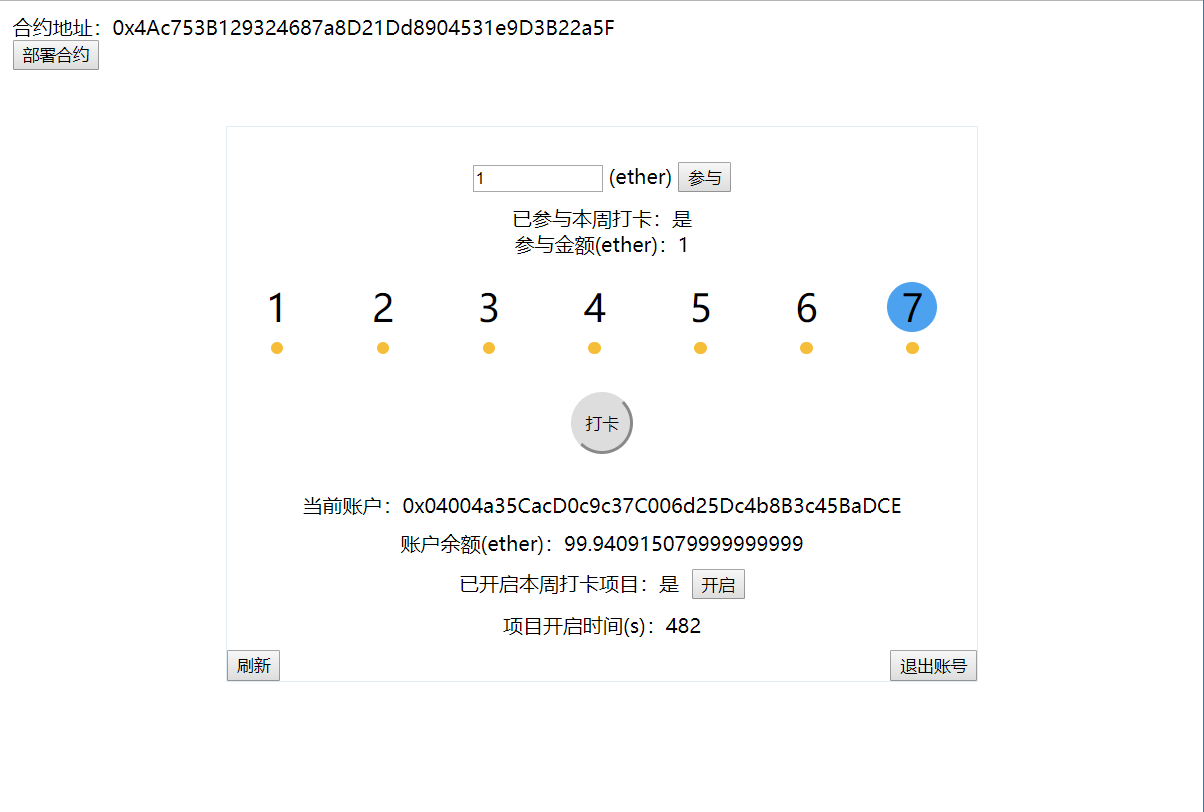 合约地址：0x4Ac753B129324687a8D21Dd8904531e9D3B22a5F
部署合约
1 (ether) 参与
已参与本周打卡：是
参与金额(ether)：1
1 2 3 4 5 6 7
打卡
当前账户：0x04004a35CacD0c9c37C006d25Dc4b8B3c45BaDCE
账户余额(ether)：99.940915079999999999
已开启本周打卡项目：是 开启
项目开启时间(s)：482
刷新 退出账号